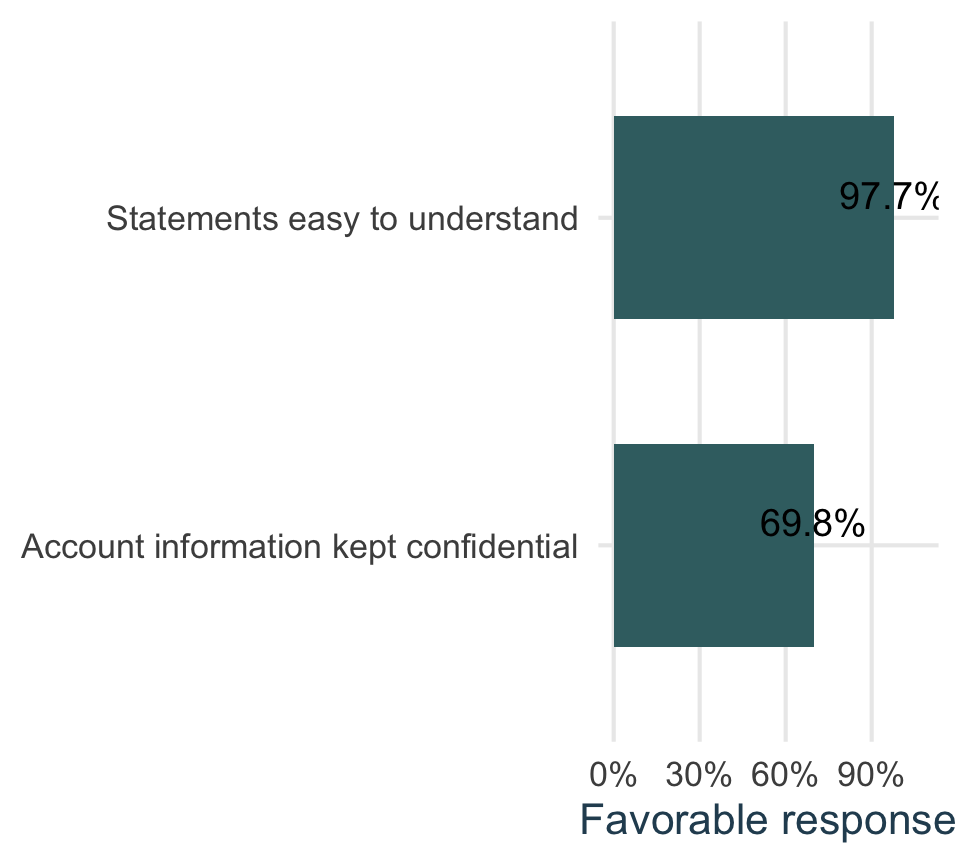 97.7%
Statements easy to understand
69.8%
Account information kept confidential
0% 30% 60% 90%
Favorable response